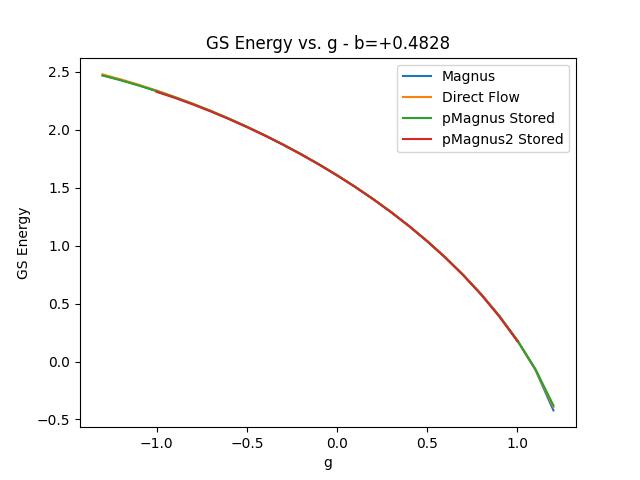 GS Energy vs. g - b=+0.4828
Magnus
Direct Flow
pMagnus Stored
pMagnus2 Stored
GS Energy
2.5
2.0
1.5
1.0
0.5
0.0
−0.5
−1.0
−0.5
0.0
0.5
1.0
g